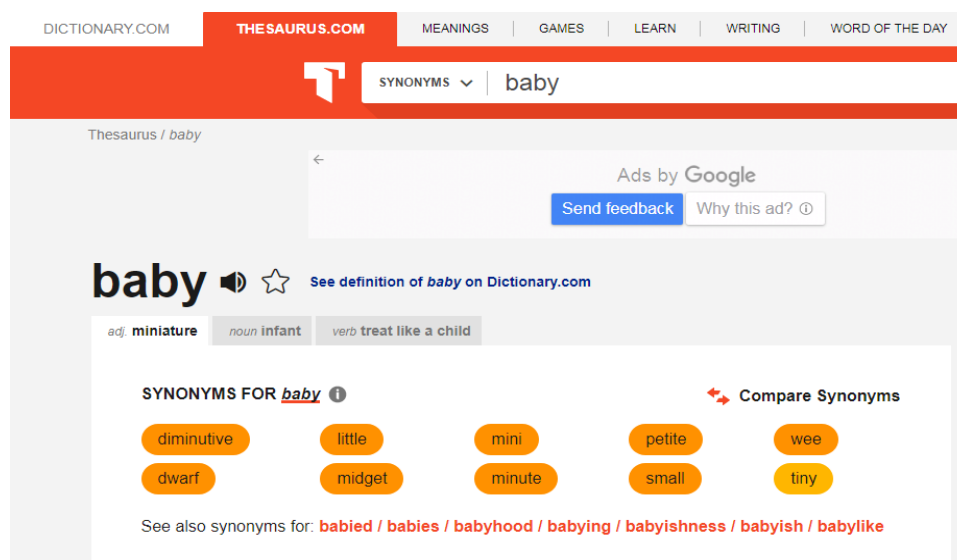 DICTIONARY.COM THESAURUS.COM MEANINGS GAMES LEARN WRITING WORD OF THE DAY
SYNONYMS baby
Thesaurus / baby
Ads by Google
Send feedback Why this ad?
baby See definition of baby on Dictionary.com
adj. miniature noun infant verb treat like a child
SYNONYMS FOR baby Compare Synonyms
diminutive little mini petite wee
dwarf midget minute small tiny
See also synonyms for: babied / babies / babyhood / babying / babyishness / babyish / babylike